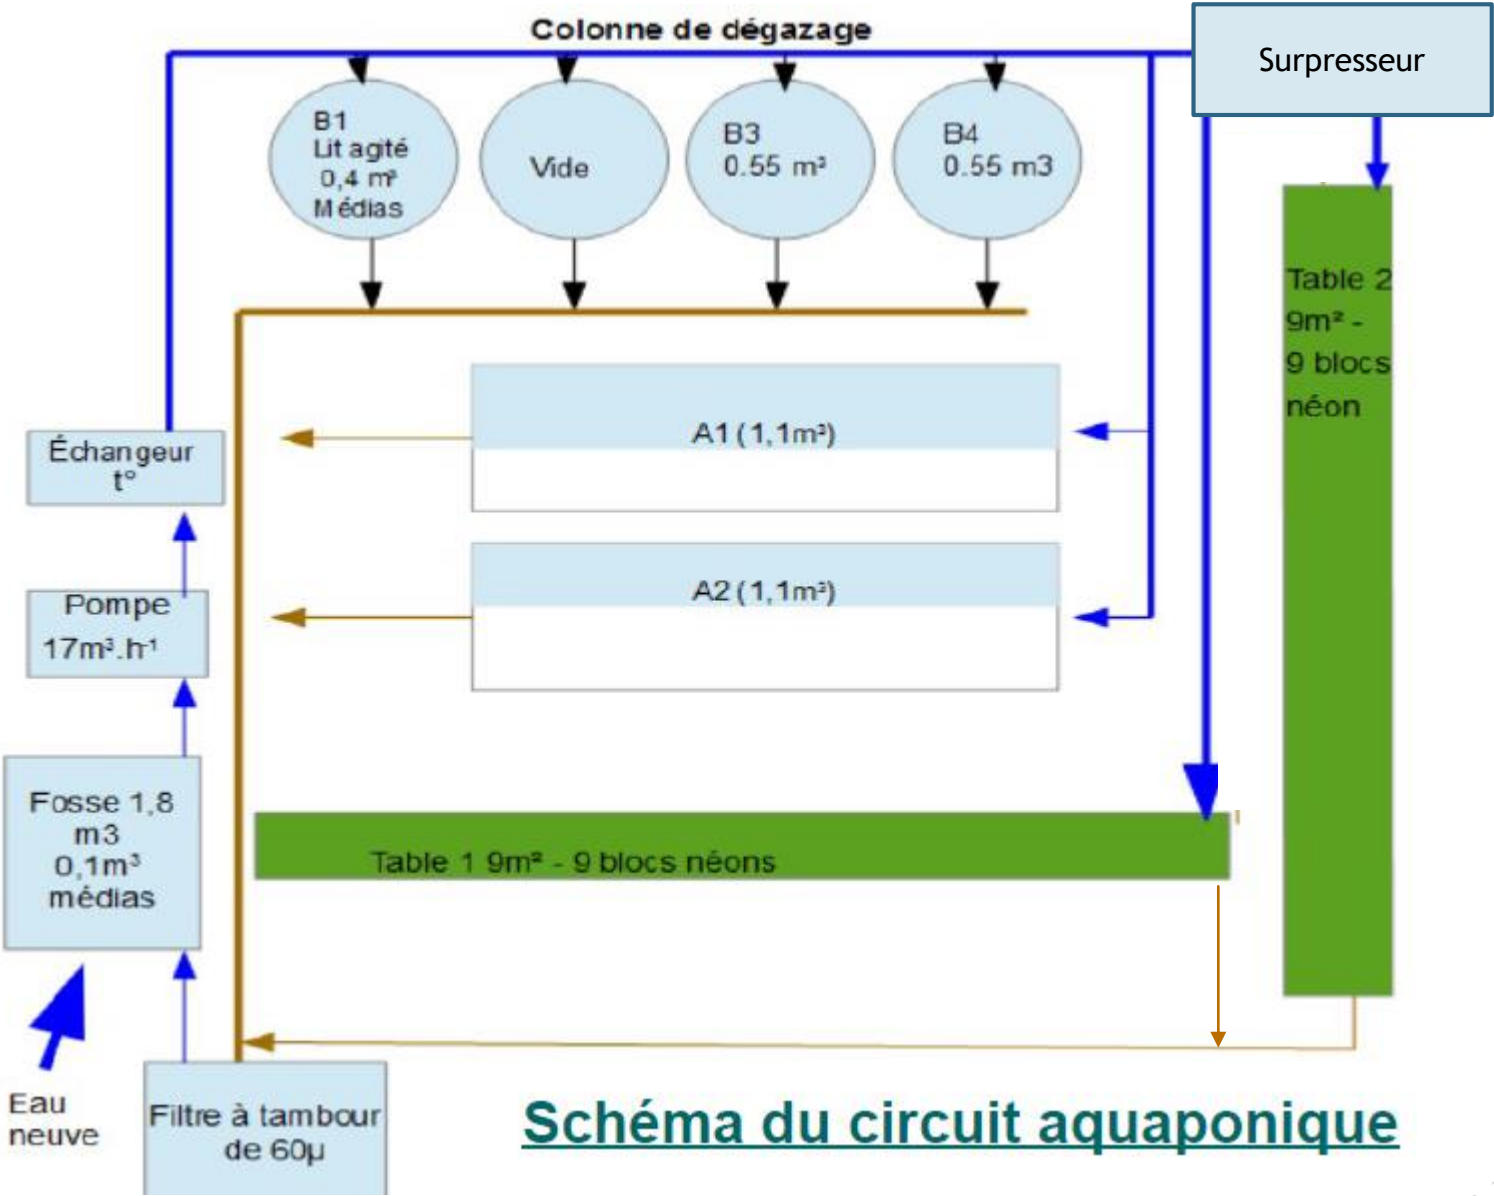 Colonne de dégazage
Surpresseur
B1
Lit agité
0,4 m³
Médias
Vide
B3
0.55 m³
B4
0.55 m3
Table 2
9m² -
9 blocs
néon
Échangeur
t°
A1 (1,1m³)
A2 (1,1m³)
Pompe
17m³.h⁻¹
Fosse 1,8
m3
0,1m³
médias
Table 1 9m² - 9 blocs néons
Eau
neuve
Filtre à tambour
de 60µ
Schéma du circuit aquaponique